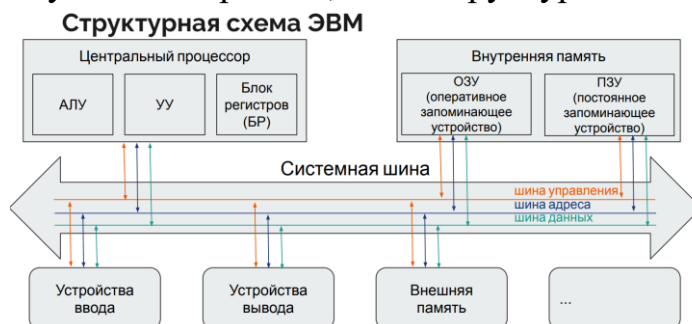 Структурная схема ЭВМ
Центральный процессор
АЛУ
УУ
Блок
регистров
(БР)
Внутренняя память
ОЗУ
(оперативное
запоминающее
устройство)
ПЗУ
(постоянное
запоминающее
устройство)
Системная шина
шина управления
шина адреса
шина данных
Устройства
ввода
Устройства
вывода
Внешняя
память
...